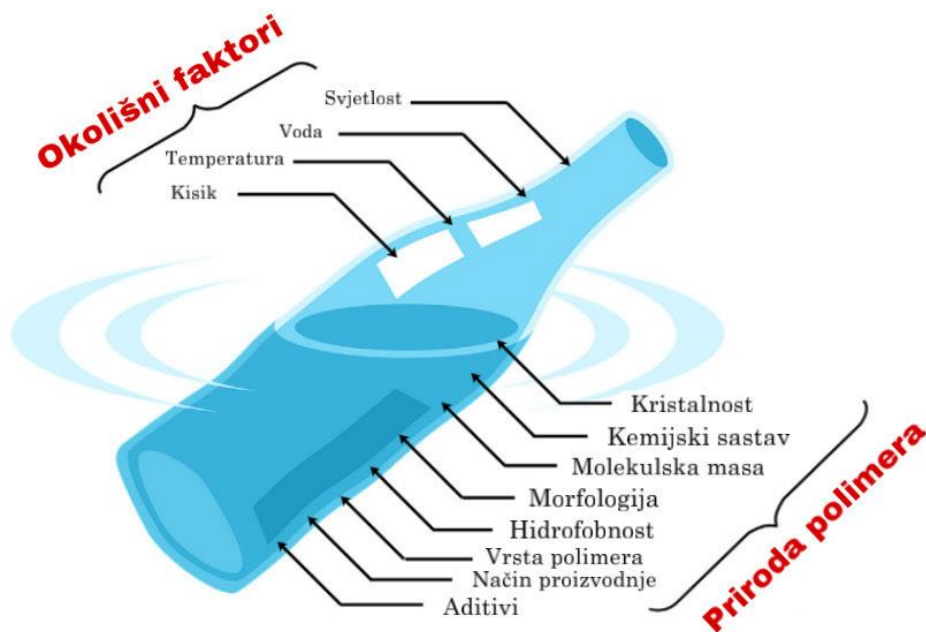 Okolišni faktori
Svjetlost
Voda
Temperatura
Kisik
Kristalnost
Kemijski sastav
Molekulska masa
Morfologija
Hidrofobnost
Vrsta polimera
Način proizvodnje
Aditivi
Priroda polimera